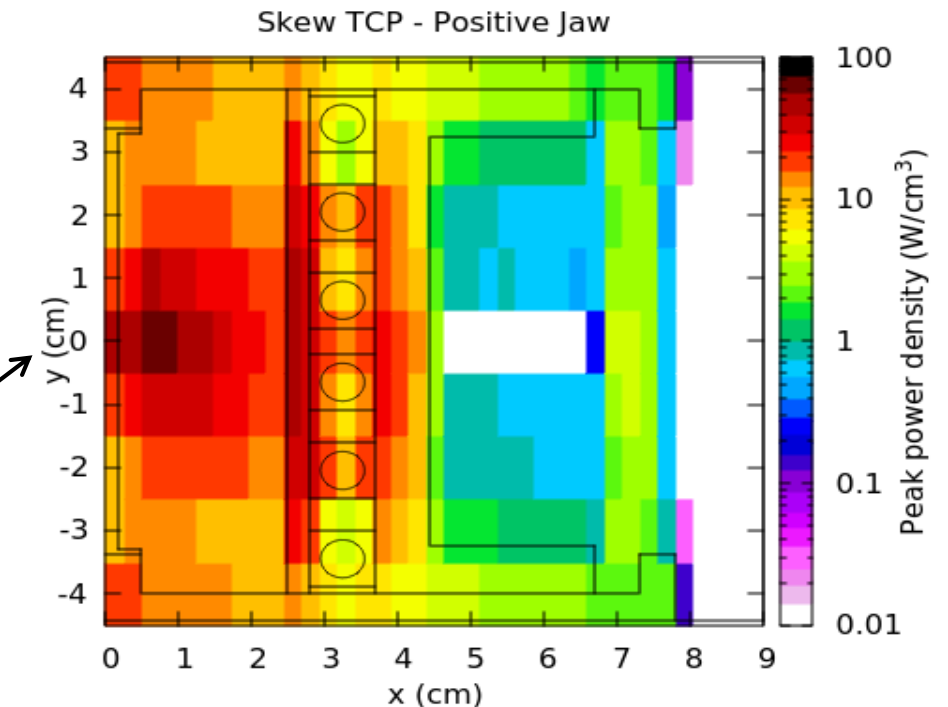 Skew TCP - Positive Jaw
4
3
2
1
0
-1
-2
-3
-4
y (cm)
0 1 2 3 4 5 6 7 8 9
x (cm)
100
10
1
0.1
0.01
Peak power density (W/cm³)